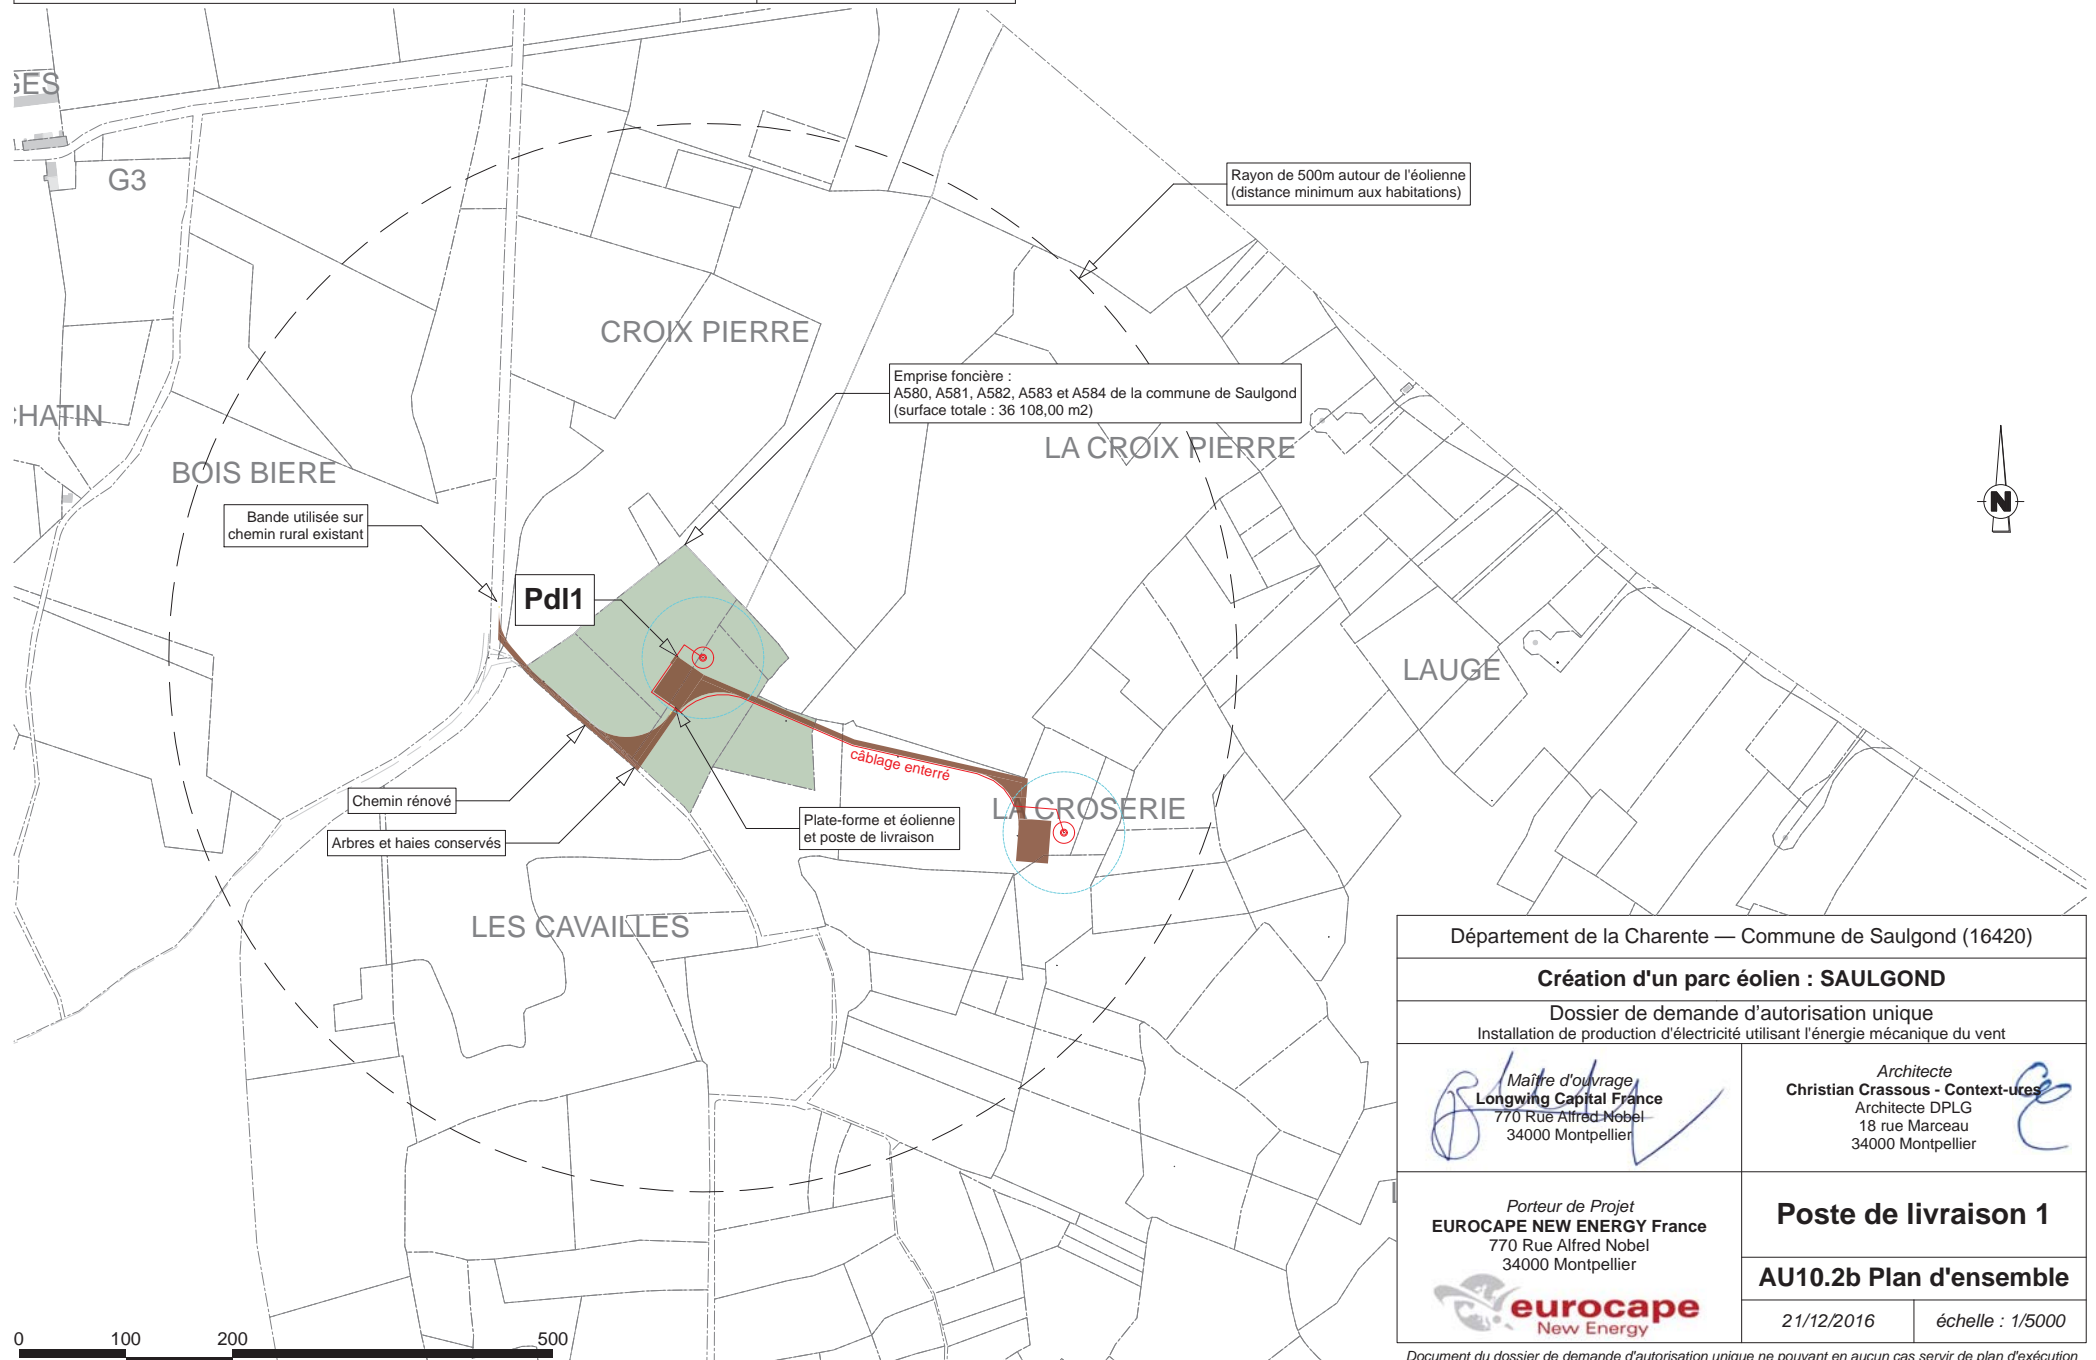 GES
G3
Rayon de 500m autour de l'éolienne
(distance minimum aux habitations)
CROIX PIERRE
Emprise foncière :
A580, A581, A582, A583 et A584 de la commune de Saulgond
(surface totale : 36 108,00 m2)
CHATIN
LA CROIX PIERRE
BOIS BIERE
Bande utilisée sur
chemin rural existant
N
Pdl1
LAUGE
câblage enterré
Chemin rénové
LA CROSERIE
Plate-forme et éolienne
et poste de livraison
Arbres et haies conservés
LES CAVAILLES
Département de la Charente — Commune de Saulgond (16420)
Création d'un parc éolien : SAULGOND
Dossier de demande d'autorisation unique
Installation de production d'électricité utilisant l'énergie mécanique du vent
Maître d'ouvrage
Longwing Capital France
770 Rue Alfred Nobel
34000 Montpellier
Architecte
Christian Crassous - Context-ures
Architecte DPLG
18 rue Marceau
34000 Montpellier
Porteur de Projet
EUROCAPE NEW ENERGY France
770 Rue Alfred Nobel
34000 Montpellier
eurocape
New Energy
Poste de livraison 1
AU10.2b Plan d'ensemble
21/12/2016
échelle : 1/5000
0 100 200 500
Document du dossier de demande d'autorisation unique ne pouvant en aucun cas servir de plan d'exécution